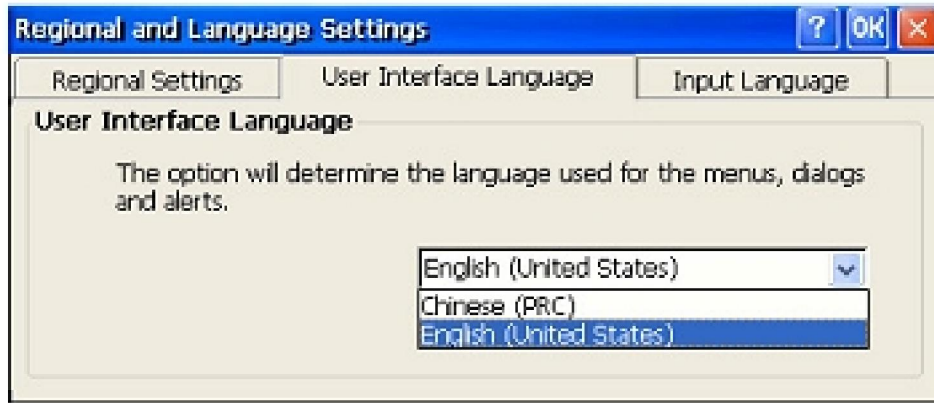 Regional and Language Settings ? OK ×
Regional Settings User Interface Language Input Language
User Interface Language
The option will determine the language used for the menus, dialogs
and alerts.
English (United States)
Chinese (PRC)
English (United States)